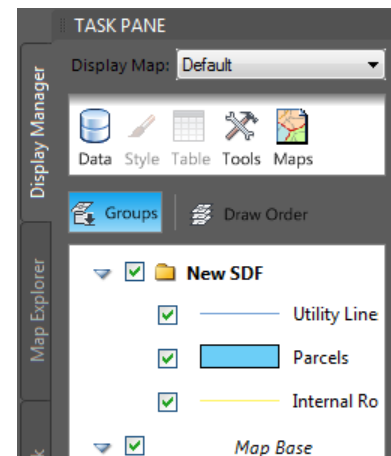 TASK PANE
Display Map: Default
Display Manager
Data Style Table Tools Maps
Groups Draw Order
Map Explorer
New SDF
Utility Line
Parcels
Internal Ro
Map Base